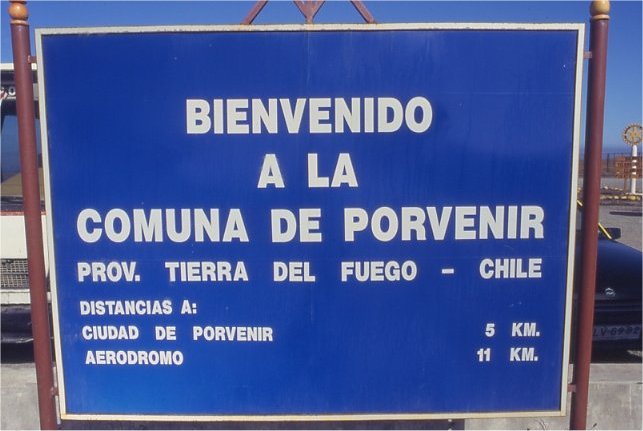 BIENVENIDO
A LA
COMUNA DE PORVENIR
PROV. TIERRA DEL FUEGO - CHILE
DISTANCIAS A:
CIUDAD DE PORVENIR 5 KM.
AERODROMO 11 KM.